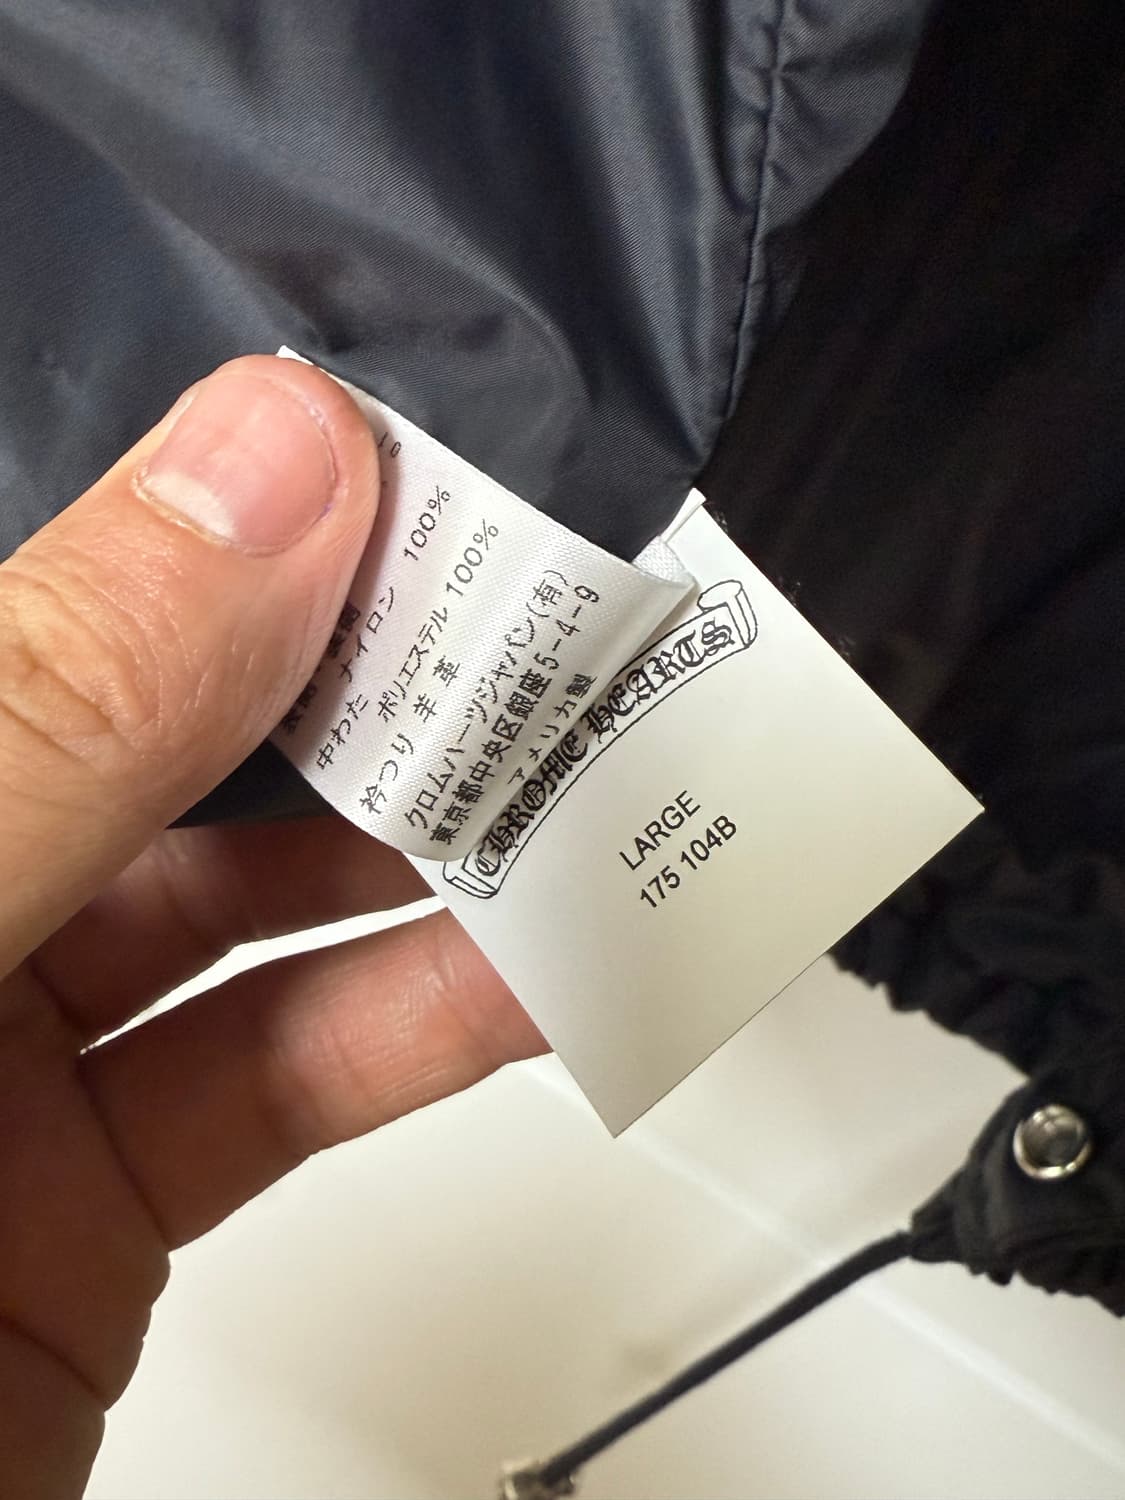 ナイロン 100%
中わた ポリエステル 100%
衿つり 羊革
クロムハーツジャパン(有)
東京都中央区銀座5-4-9
アメリカ製
CHROME HEARTS
LARGE
175 104B